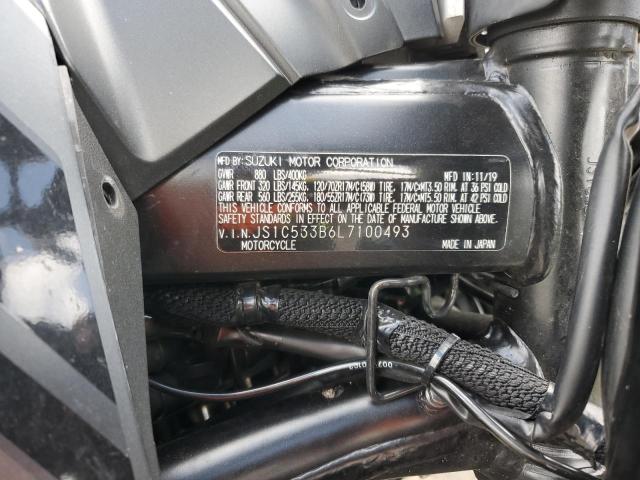 MFD BY:SUZUKI MOTOR CORPORATION
GVWR 880 LBS/400KG MFD IN:11/19
GAWR FRONT 320 LBS/145KG. 120/70ZR17M/C(58W) TIRE. 17M/C×MT3.50 RIM. AT 36 PSI COLD
GAWR REAR 560 LBS/255KG. 180/55ZR17M/C(73W) TIRE. 17M/C×MT5.50 RIM. AT 42 PSI COLD
THIS VEHICLE CONFORMS TO ALL APPLICABLE FEDERAL MOTOR VEHICLE
SAFETY STANDARDS IN EFFECT ON THE DATE OF MANUFACTURE SHOWN ABOVE.
V.I.N.JS1C533B6L7100493
MOTORCYCLE MADE IN JAPAN